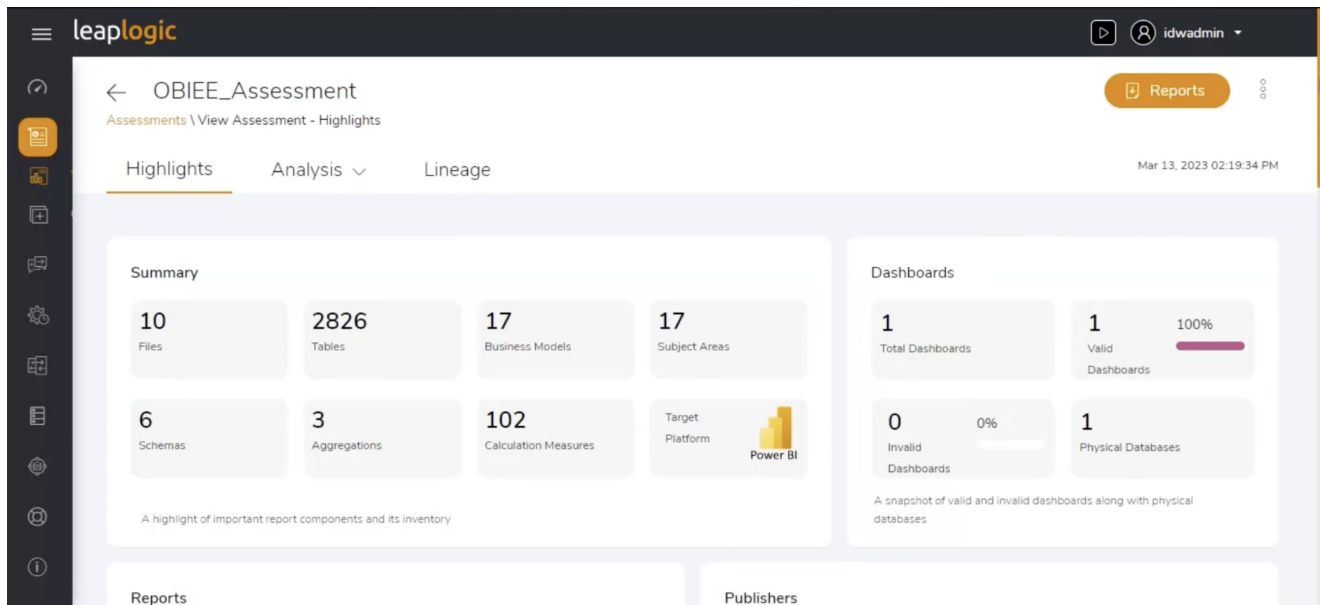 leaplogic
idwadmin
OBIEE_Assessment
Reports
Assessments \ View Assessment - Highlights
Highlights
Analysis
Lineage
Mar 13, 2023 02:19:34 PM
Summary
10
Files
2826
Tables
17
Business Models
17
Subject Areas
6
Schemas
3
Aggregations
102
Calculation Measures
Target
Platform
Power BI
A highlight of important report components and its inventory
Dashboards
1
Total Dashboards
1
100%
Valid
Dashboards
0
0%
Invalid
Dashboards
1
Physical Databases
A snapshot of valid and invalid dashboards along with physical
databases
Reports
Publishers